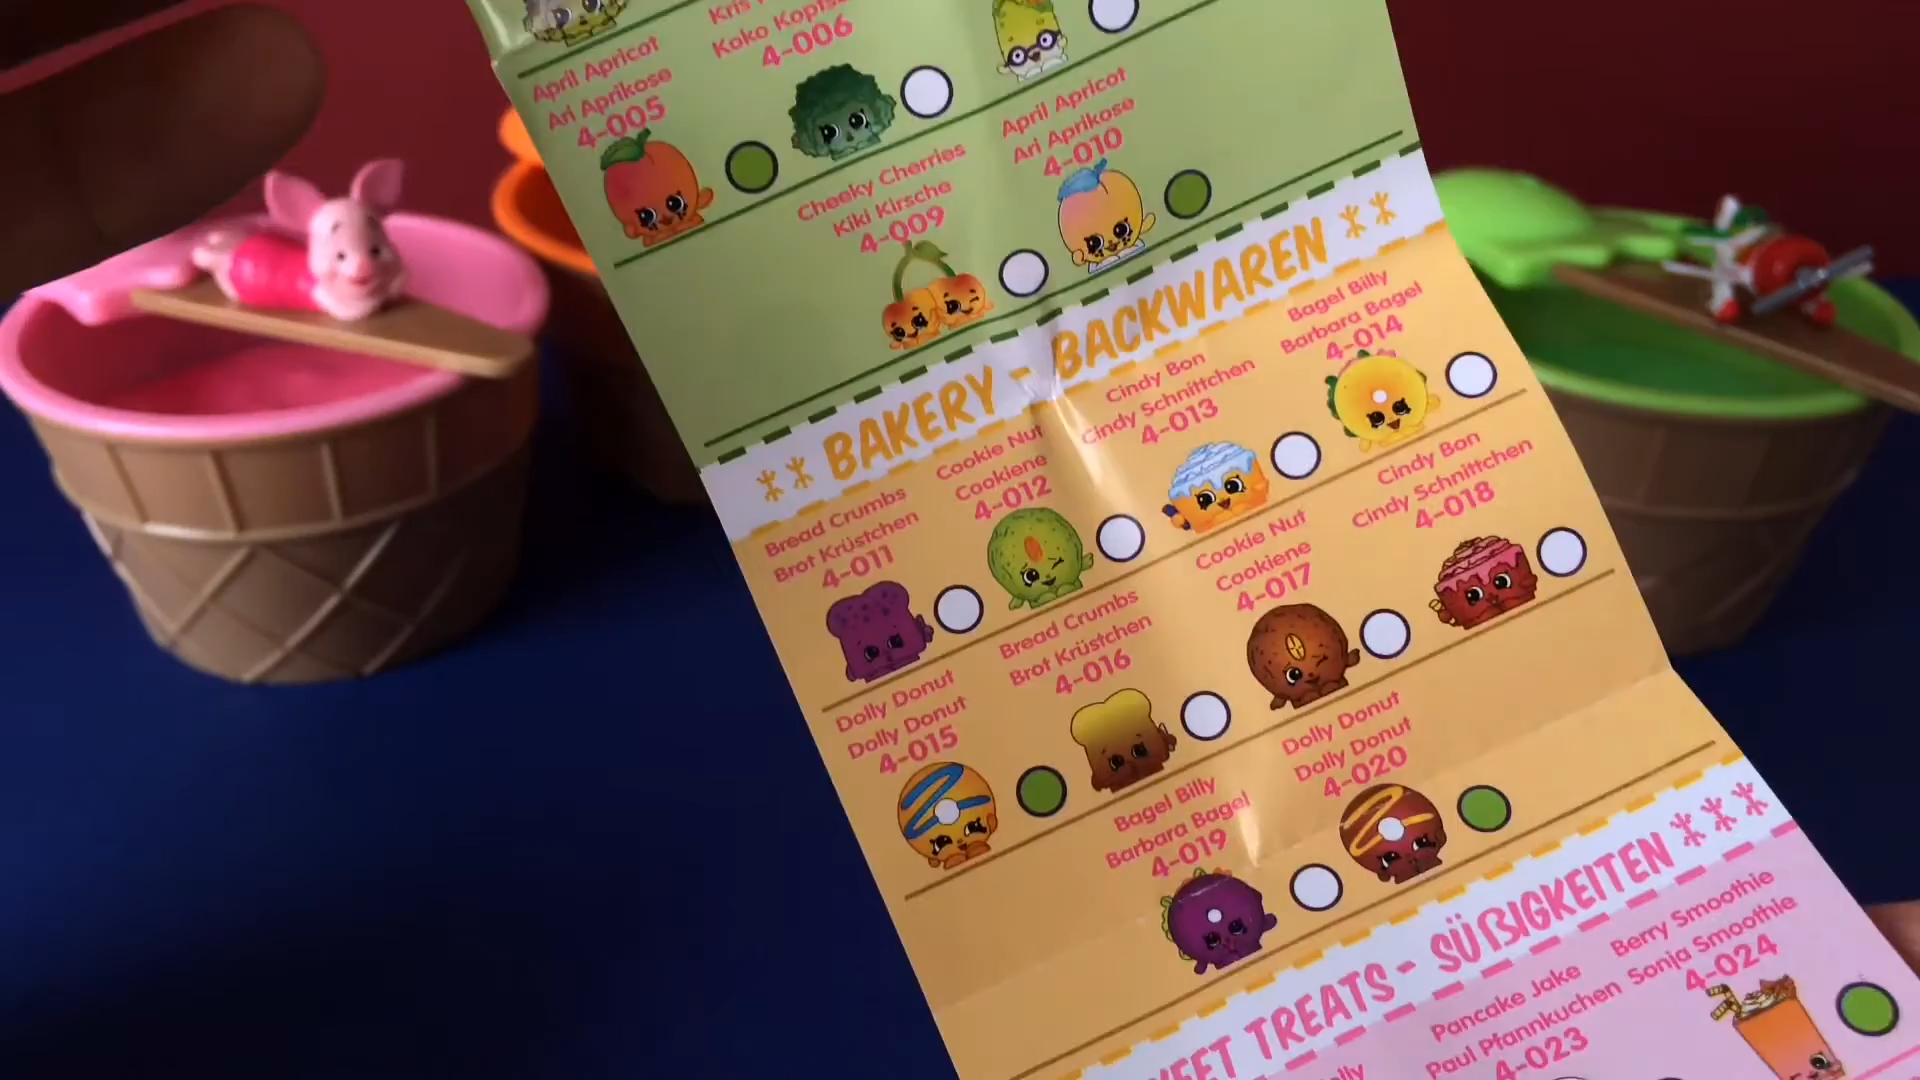 April Apricot
Ari Aprikose
4-005
Koko
4-006
Cheeky Cherries
Kiki Kirsche
4-009
April Apricot
Ari Aprikose
4-010
BAKERY - BACKWAREN
Bread Crumbs
Brot Krüstchen
4-011
Cookie Nut
Cookiene
4-012
Cindy Bon
Cindy Schnittchen
4-013
Bagel Billy
Barbara Bagel
4-014
Dolly Donut
Dolly Donut
4-015
Bread Crumbs
Brot Krüstchen
4-016
Cookie Nut
Cookiene
4-017
Cindy Bon
Cindy Schnittchen
4-018
Bagel Billy
Barbara Bagel
4-019
Dolly Donut
Dolly Donut
4-020
TREATS - SÜßIGKEITEN
Pancake Jake
Paul Pfannkuchen
4-023
Berry Smoothie
Sonja Smoothie
4-024